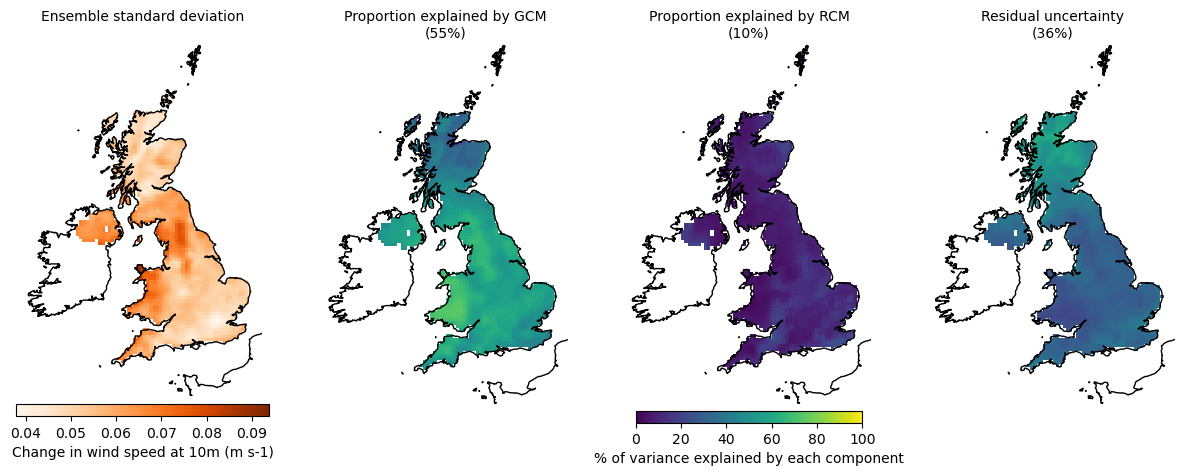 Ensemble standard deviation
Proportion explained by GCM
(55%)
Proportion explained by RCM
(10%)
Residual uncertainty
(36%)
0.04 0.05 0.06 0.07 0.08 0.09
Change in wind speed at 10m (m s-1)
0 20 40 60 80 100
% of variance explained by each component